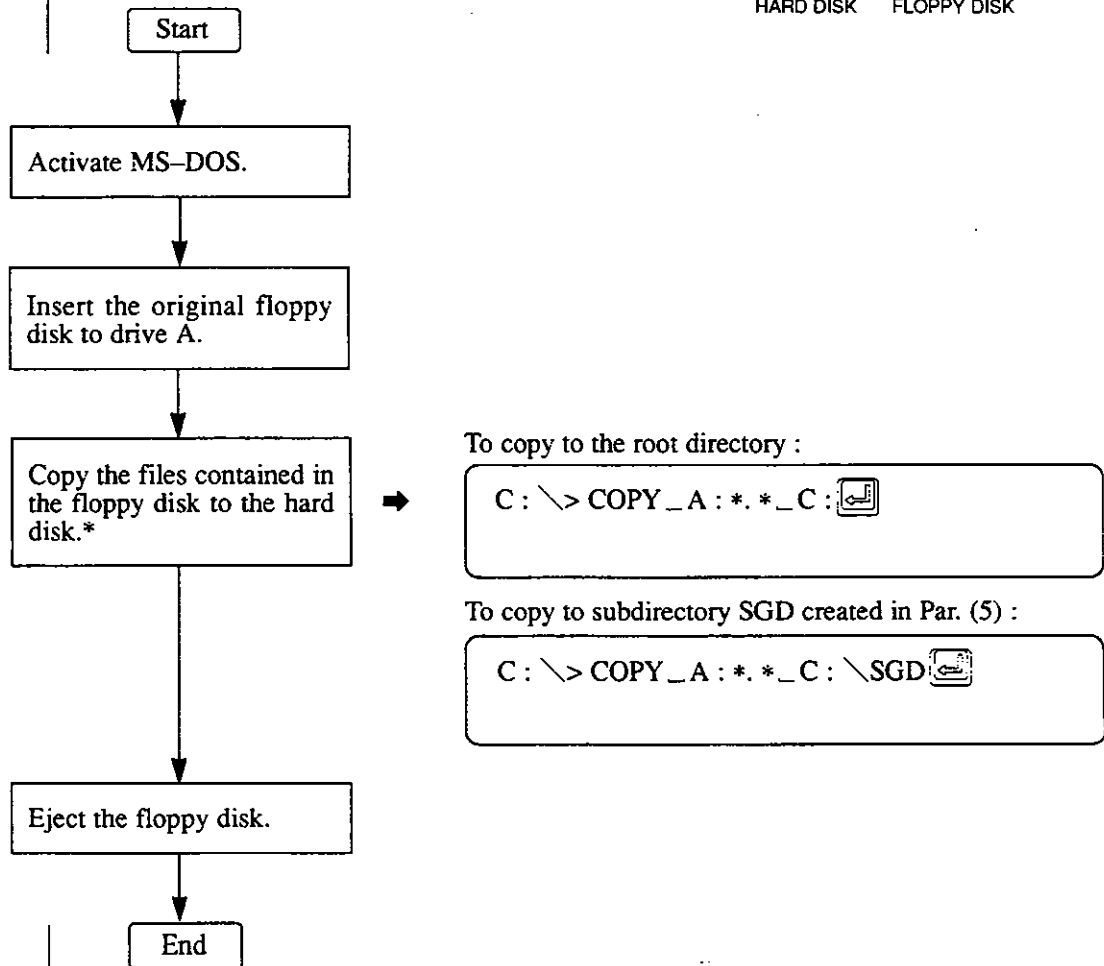 HARD DISK FLOPPY DISK
Start
Activate MS–DOS.
Insert the original floppy
disk to drive A.
Copy the files contained in
the floppy disk to the hard
disk.*
To copy to the root directory :
C : \> COPY _ A : *. * _ C :
To copy to subdirectory SGD created in Par. (5) :
C : \> COPY _ A : *. * _ C : \SGD
Eject the floppy disk.
End